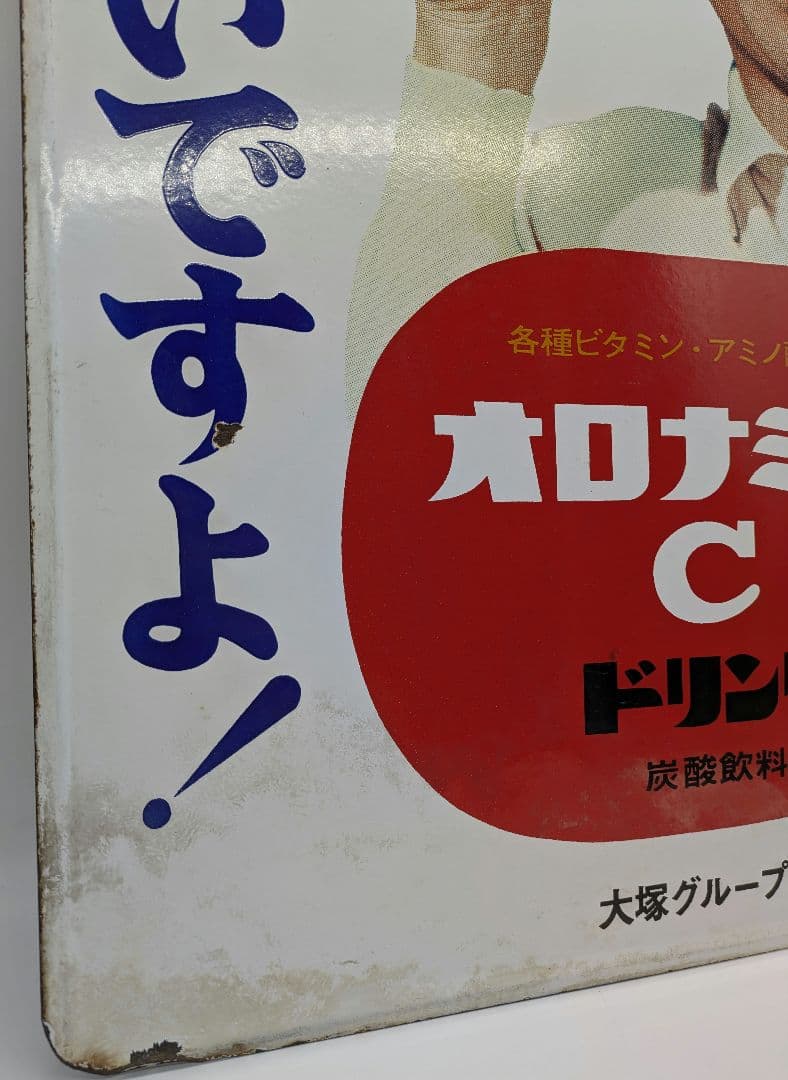 いですよ!
各種ビタミン・アミノ
オロナミ
C
ドリン
炭酸飲料
大塚グループ